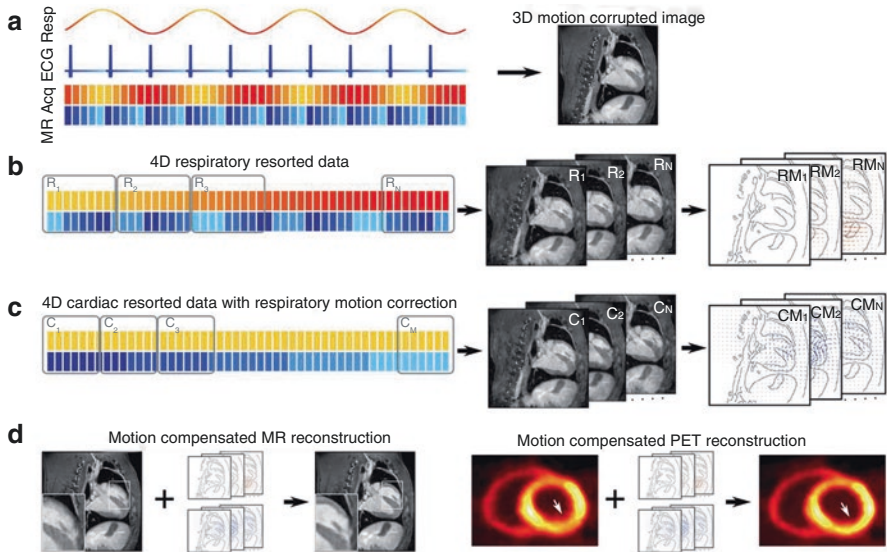 a
Resp
ECG
MR Acq
3D motion corrupted image
b
4D respiratory resorted data
R1 R2 R3 RN
R1 R2 RN
RM1 RM2 RMN
c
4D cardiac resorted data with respiratory motion correction
C1 C2 C3 CM
C1 C2 CN
CM1 CM2 CMN
d
Motion compensated MR reconstruction
Motion compensated PET reconstruction